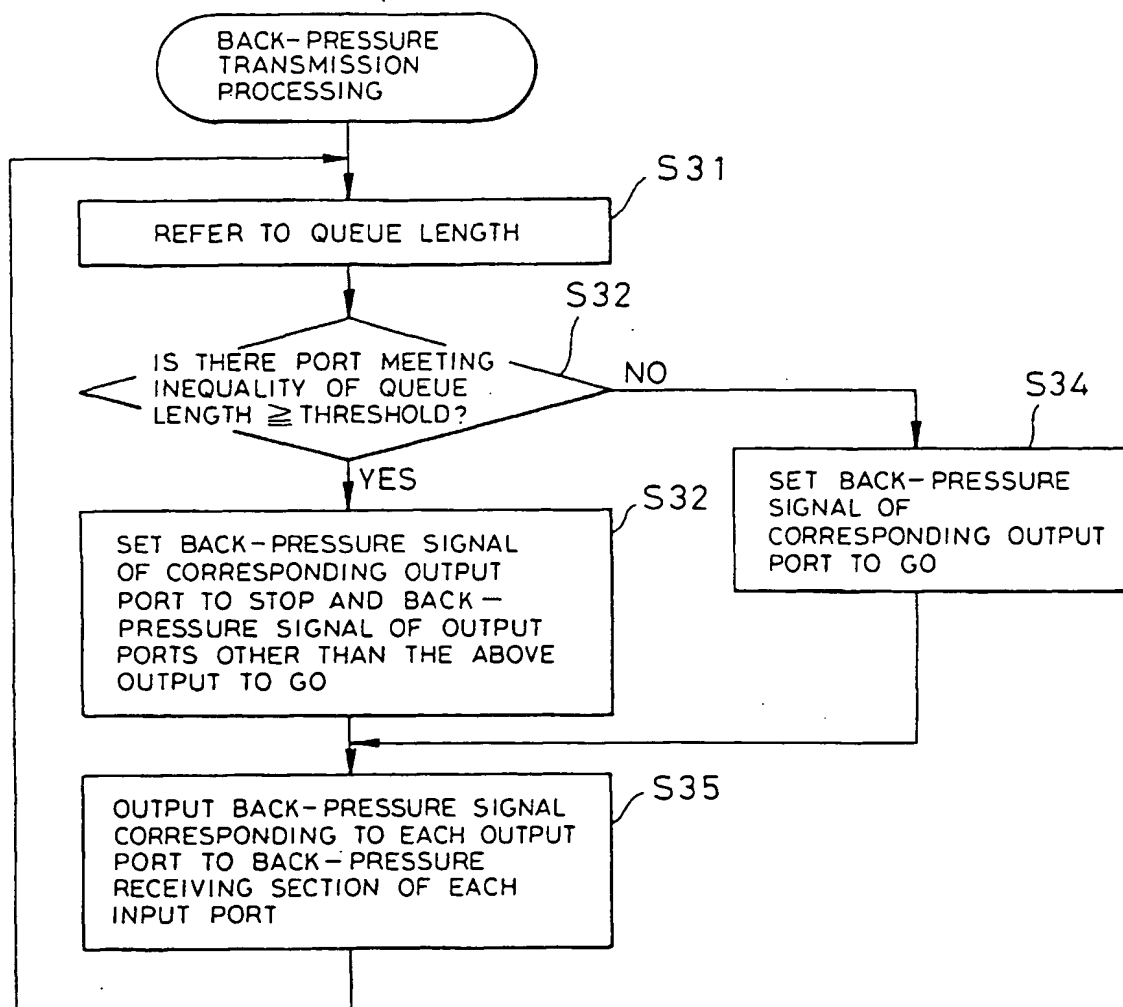 BACK-PRESSURE
TRANSMISSION
PROCESSING
S31
REFER TO QUEUE LENGTH
S32
IS THERE PORT MEETING
INEQUALITY OF QUEUE
LENGTH ≧ THRESHOLD?
NO
S34
YES
SET BACK-PRESSURE
SIGNAL OF
CORRESPONDING OUTPUT
PORT TO GO
S32
SET BACK-PRESSURE SIGNAL
OF CORRESPONDING OUTPUT
PORT TO STOP AND BACK-
PRESSURE SIGNAL OF OUTPUT
PORTS OTHER THAN THE ABOVE
OUTPUT TO GO
S35
OUTPUT BACK-PRESSURE SIGNAL
CORRESPONDING TO EACH OUTPUT
PORT TO BACK-PRESSURE
RECEIVING SECTION OF EACH
INPUT PORT